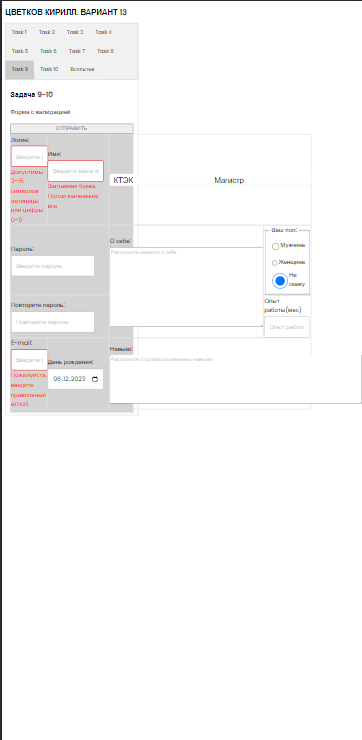 ЦВЕТКОВ КИРИЛЛ. ВАРИАНТ 13
Task 1 Task 2 Task 3 Task 4
Task 5 Task 6 Task 7 Task 8
Task 9 Task 10 Вспльтие
Задача 9-10
Форма с валидацией
ОТПРАВИТЬ
Логин:
Введите
Допустимы
3-16
символов
латиницы
или цифры
0-9
Имя:
Введите ваше и
Заглавная буква.
Потом маленькие
все
КТЭК
Магистр
Пароль:
Введите пароль
О себе:
Расскажите немного о себе
Ваш пол:
Мужчина
Женщина
Не
скажу
Повторите пароль:
Повторите пароль
Опыт
работы(мес)
Опыт работ
E-mail:
Введите
Пожалуйста,
введите
правильный
email.
День рождения:
06.12.2023
Навыки:
Расскажите о профессиональных навыках